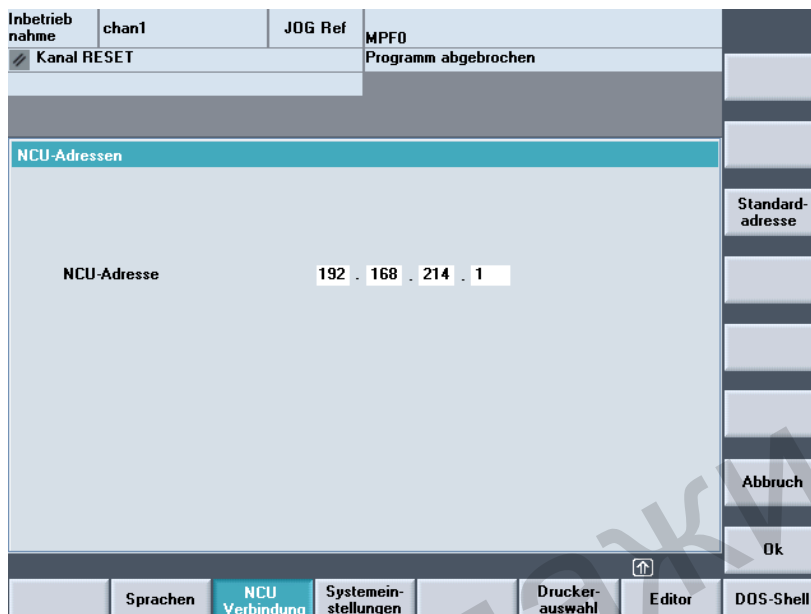 Inbetrieb
nahme
chan1
JOG Ref
MPF0
Kanal RESET
Programm abgebrochen
NCU-Adressen
Standard-
adresse
NCU-Adresse
192 . 168 . 214 . 1
Abbruch
Ok
Sprachen
NCU
Verbindung
Systemein-
stellungen
Drucker-
auswahl
Editor
DOS-Shell